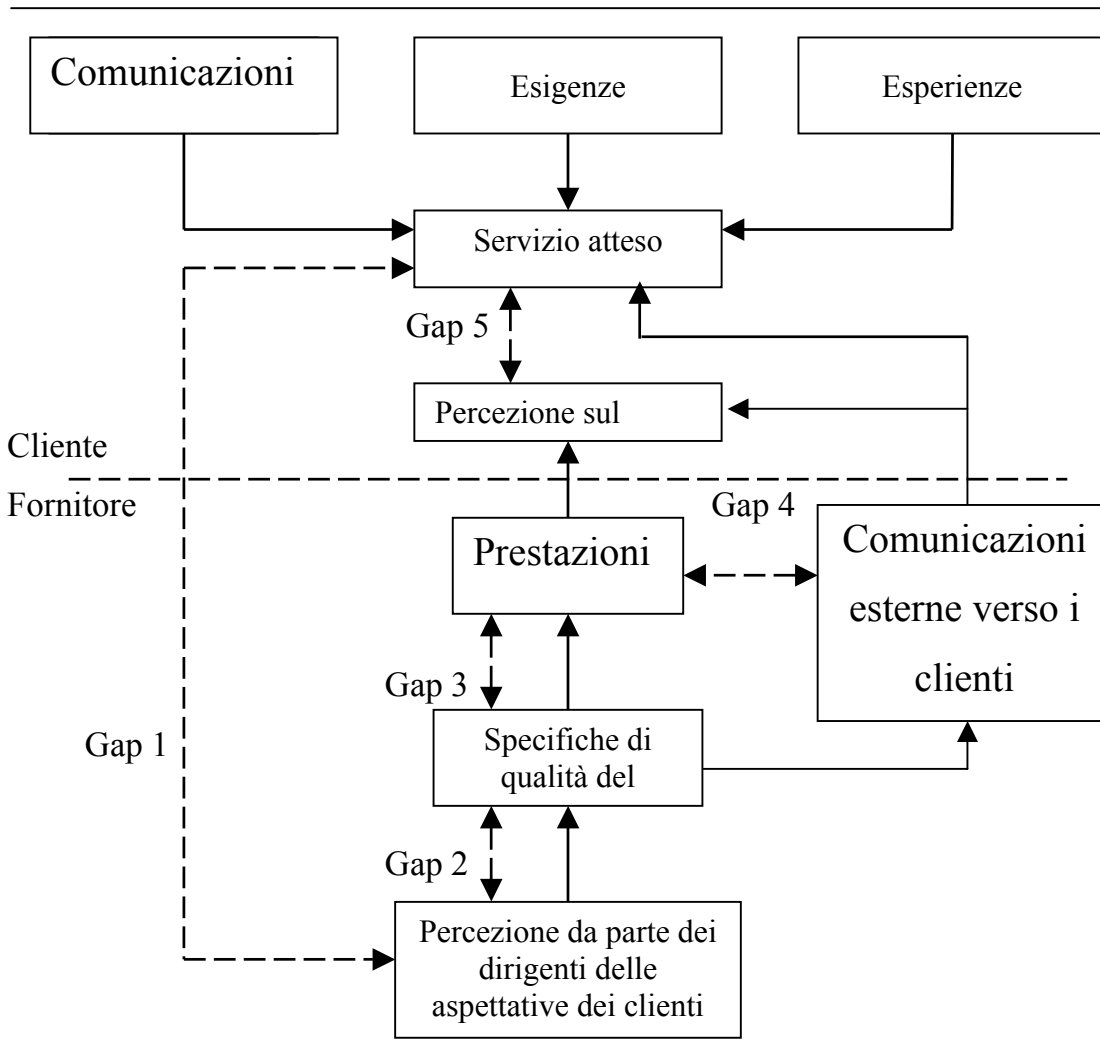 Comunicazioni
Esigenze
Esperienze
Servizio atteso
Gap 5
Percezione sul
Cliente
Fornitore
Gap 4
Prestazioni
Comunicazioni
esterne verso i
clienti
Gap 3
Gap 1
Specifiche di
qualità del
Gap 2
Percezione da parte dei
dirigenti delle
aspettative dei clienti